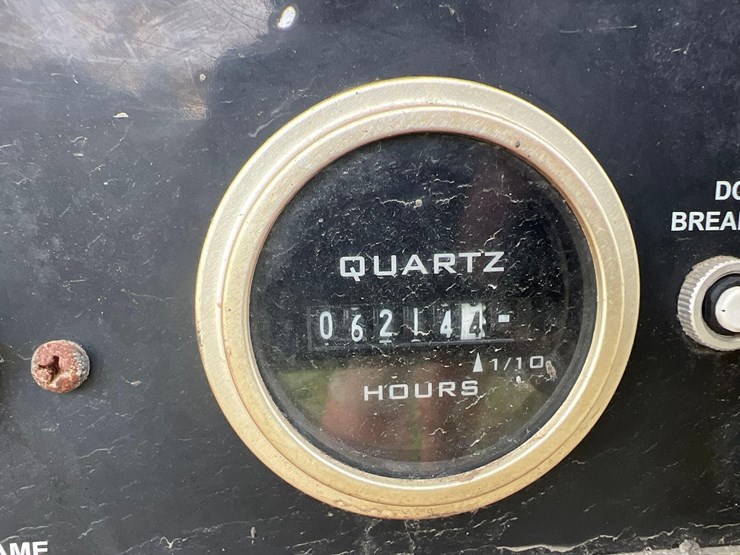 QUARTZ
062144
1/10
HOURS
DC
BREA
AME